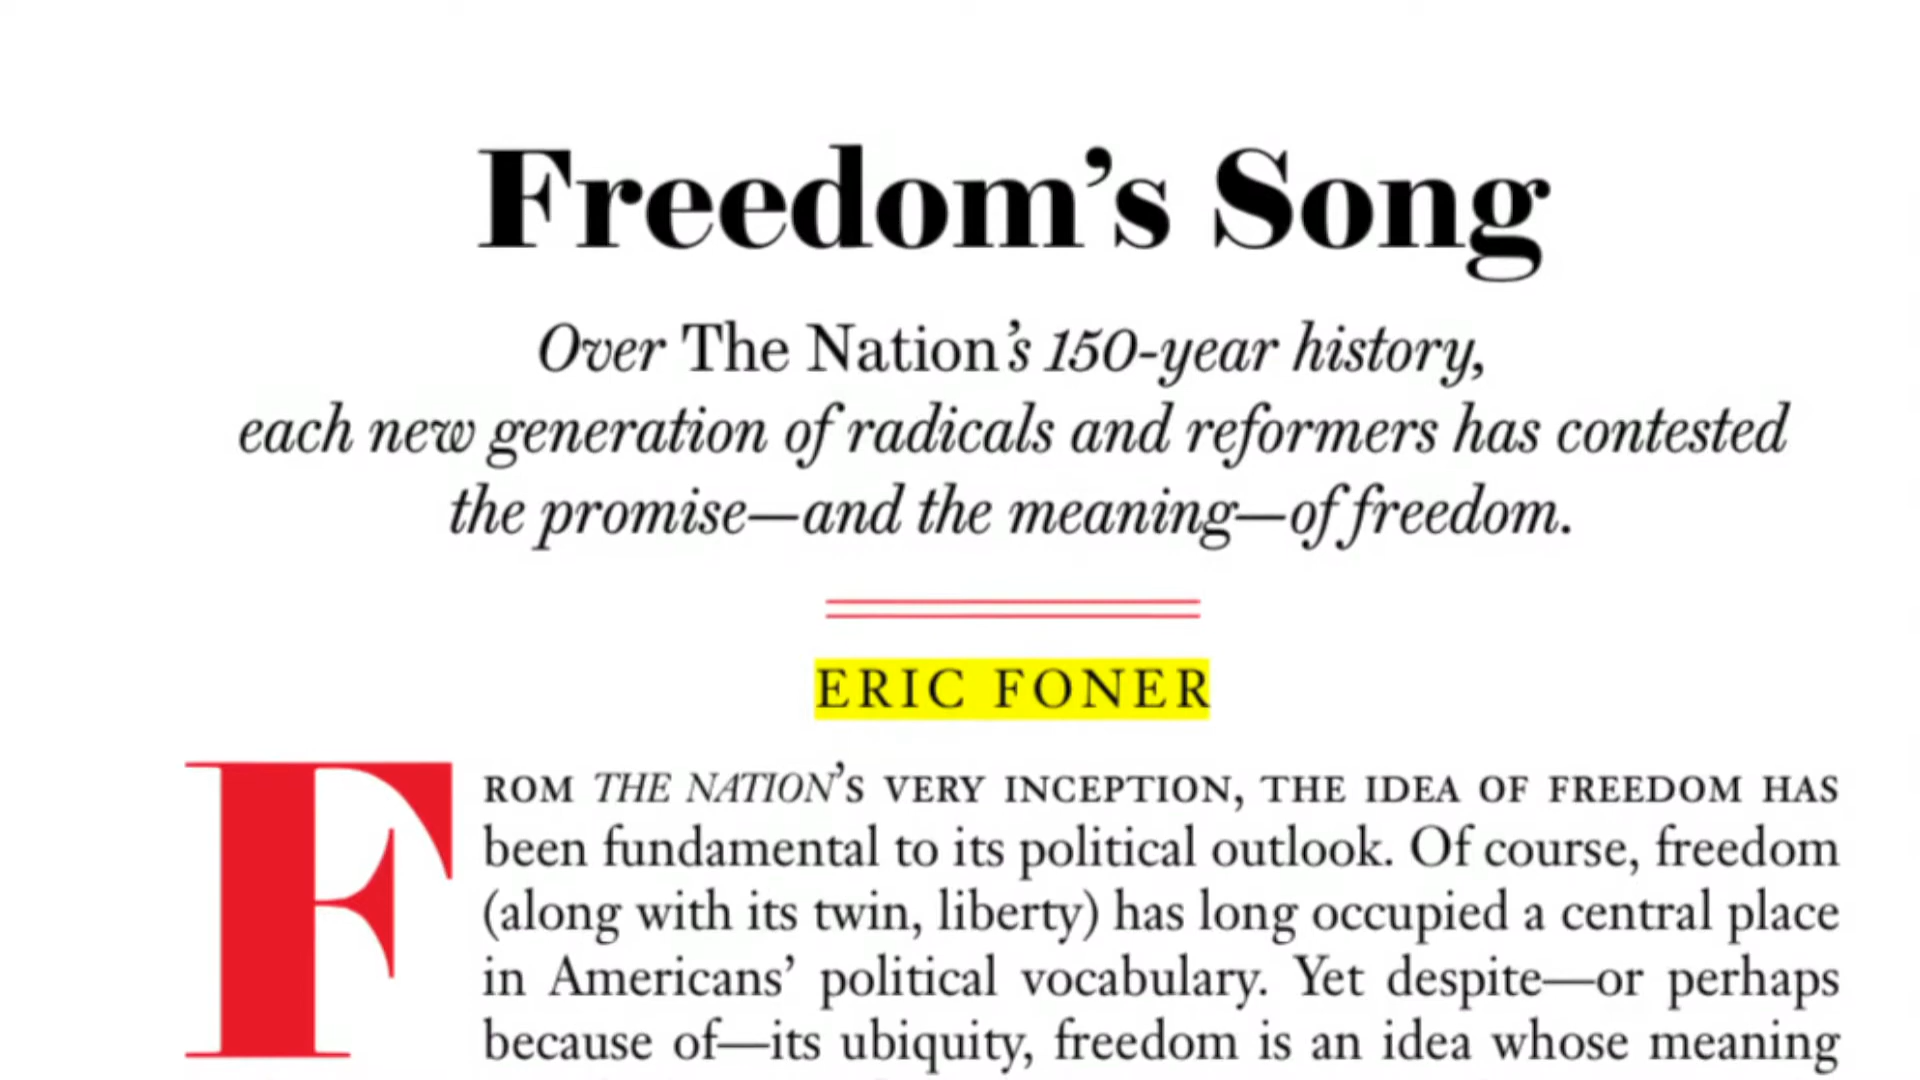 Freedom’s Song
Over The Nation’s 150-year history,
each new generation of radicals and reformers has contested
the promise—and the meaning—of freedom.
ERIC FONER
FROM THE NATION’S VERY INCEPTION, THE IDEA OF FREEDOM HAS
been fundamental to its political outlook. Of course, freedom
(along with its twin, liberty) has long occupied a central place
in Americans’ political vocabulary. Yet despite—or perhaps
because of—its ubiquity, freedom is an idea whose meaning